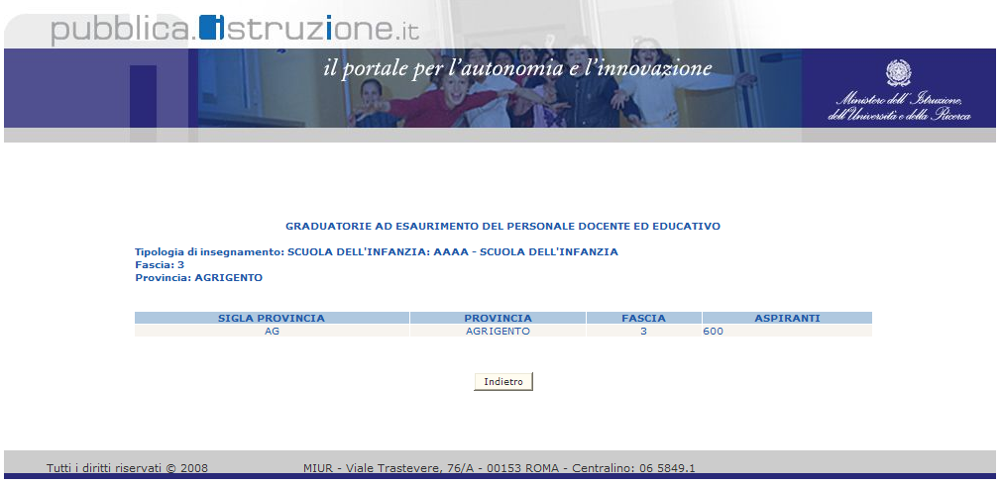 pubblica.istruzione.it
il portale per l'autonomia e l'innovazione
Ministero dell' Istruzione,
dell'Università e della Ricerca
GRADUATORIE AD ESAURIMENTO DEL PERSONALE DOCENTE ED EDUCATIVO
Tipologia di insegnamento: SCUOLA DELL'INFANZIA: AAAA - SCUOLA DELL'INFANZIA
Fascia: 3
Provincia: AGRIGENTO
SIGLA PROVINCIA PROVINCIA FASCIA ASPIRANTI
AG AGRIGENTO 3 600
Indietro
Tutti i diritti riservati © 2008 MIUR - Viale Trastevere, 76/A - 00153 ROMA - Centralino: 06 5849.1